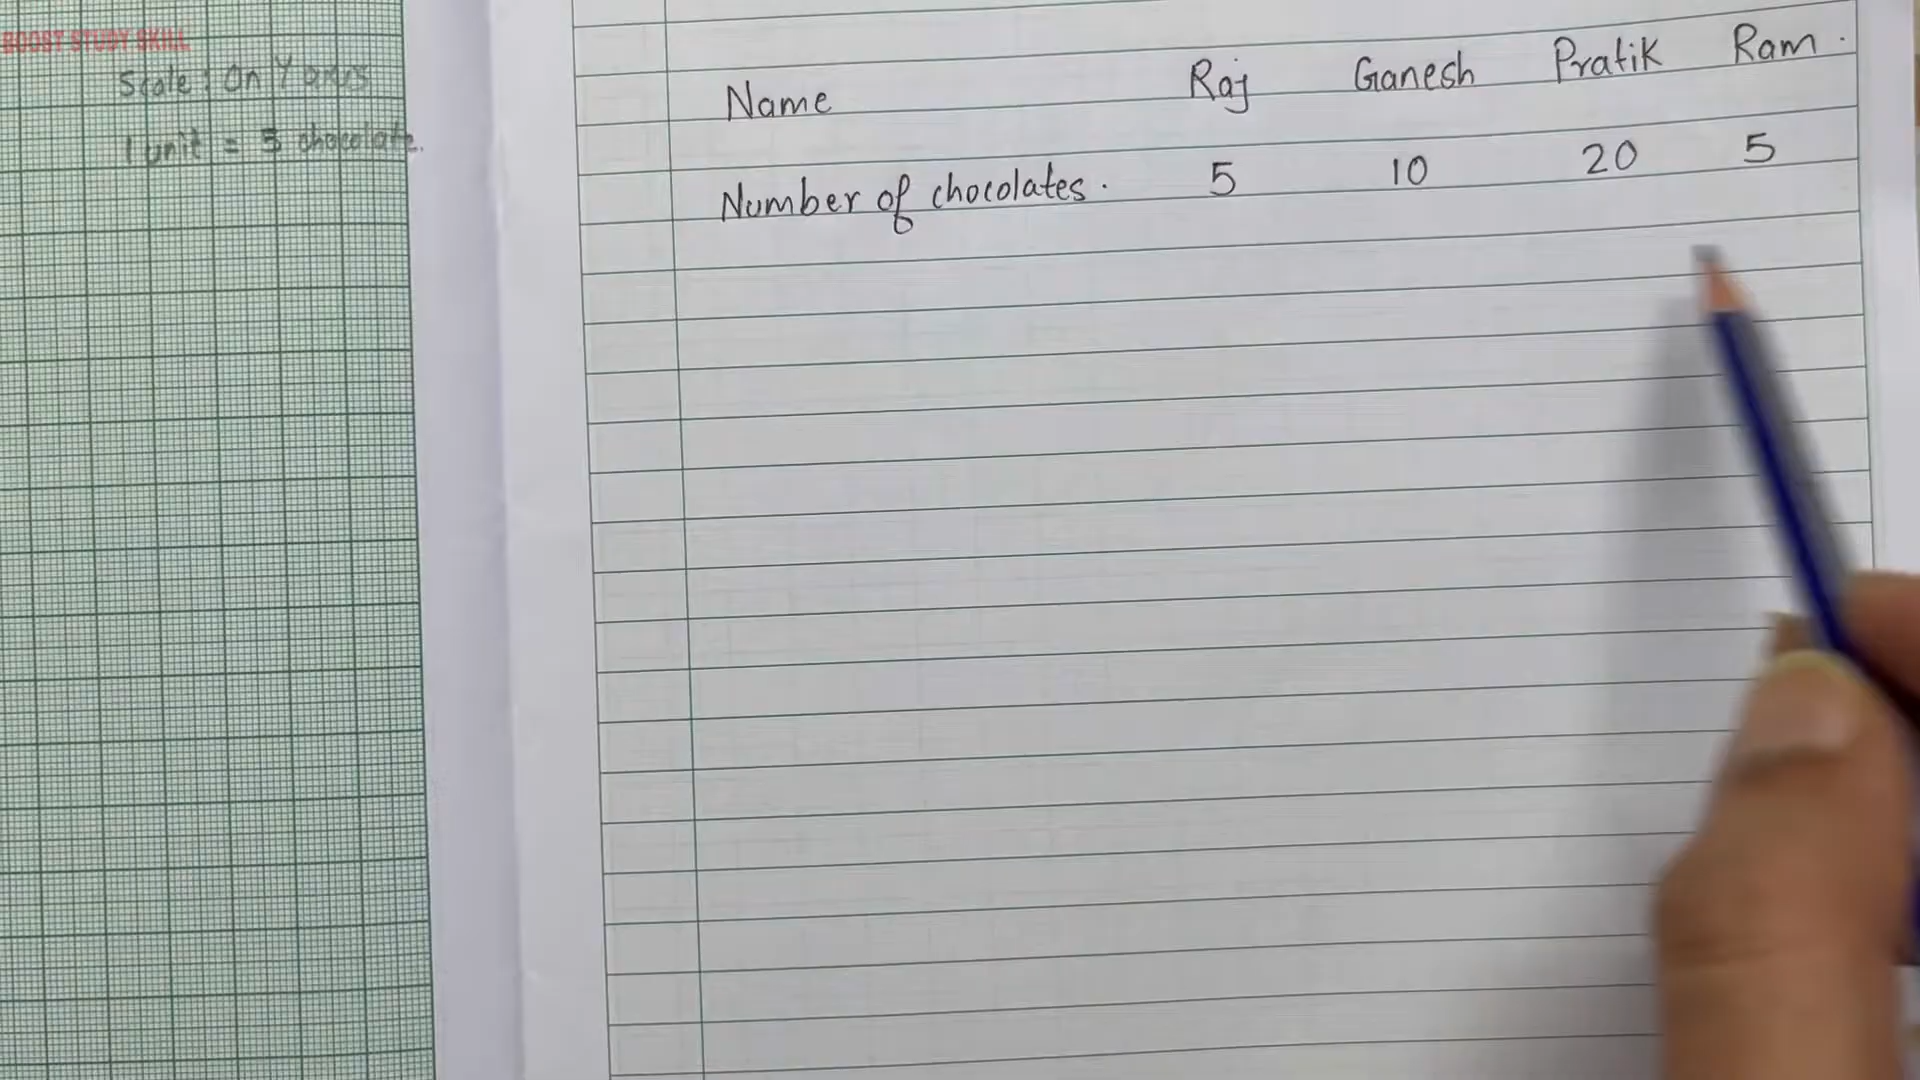 BOOST STUDY SKILL
Scale: On Y axis
1 unit = 5 chocolate.
Name Raj Ganesh Pratik Ram.
Number of chocolates. 5 10 20 5